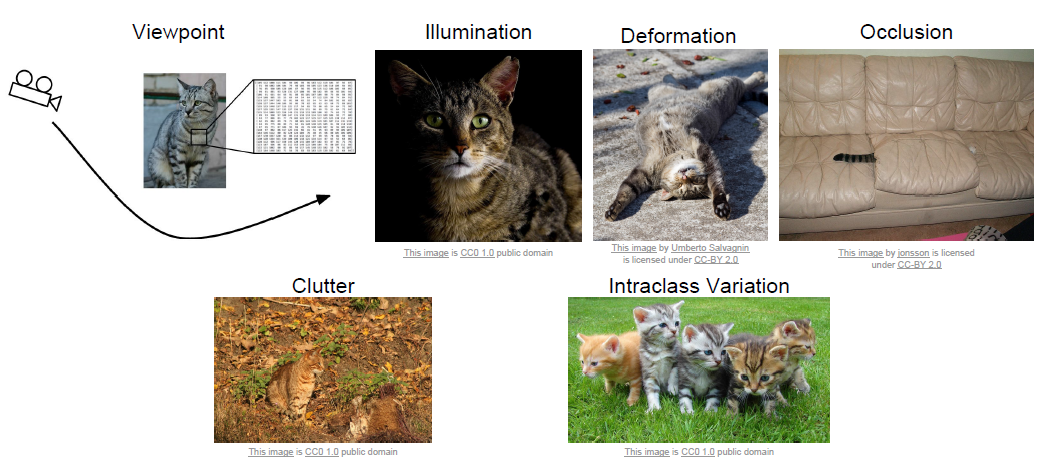 Viewpoint
Illumination
Deformation
Occlusion
This image is CC0 1.0 public domain
This image by Umberto Salvagnin
is licensed under CC-BY 2.0
This image by jonsson is licensed
under CC-BY 2.0
Clutter
Intraclass Variation
This image is CC0 1.0 public domain
This image is CC0 1.0 public domain